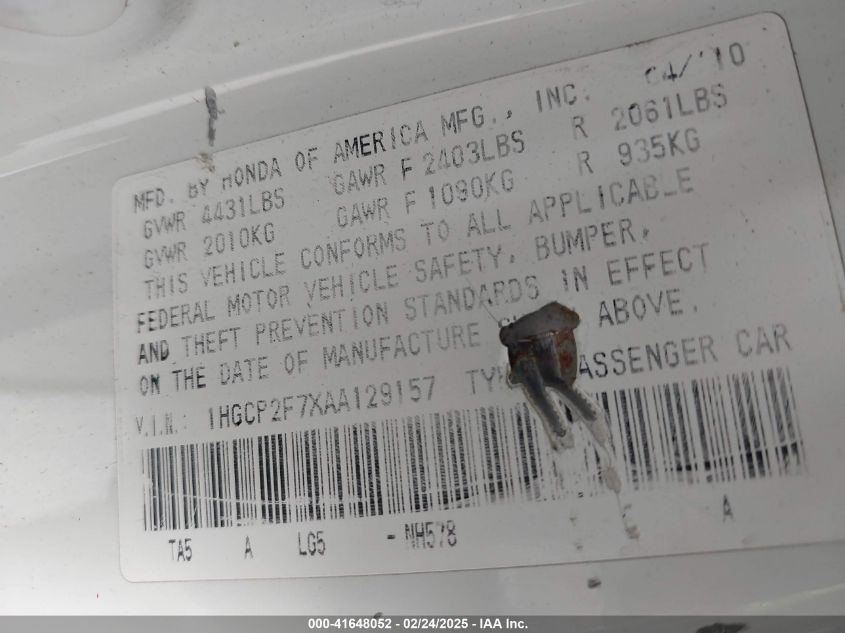 MFD. BY HONDA OF AMERICA MFG., INC. 04/'10
GVWR 4431LBS GAWR F 2403LBS R 2061LBS
GVWR 2010KG GAWR F 1090KG R 935KG
THIS VEHICLE CONFORMS TO ALL APPLICABLE
FEDERAL MOTOR VEHICLE SAFETY, BUMPER,
AND THEFT PREVENTION STANDARDS IN EFFECT
ON THE DATE OF MANUFACTURE ABOVE.
V.I.N.: 1HGCP2F7XAA129157 TYP ASSENGER CAR
TA5 A LG5 - NH578 A
000-41648052 - 02/24/2025 - IAA Inc.